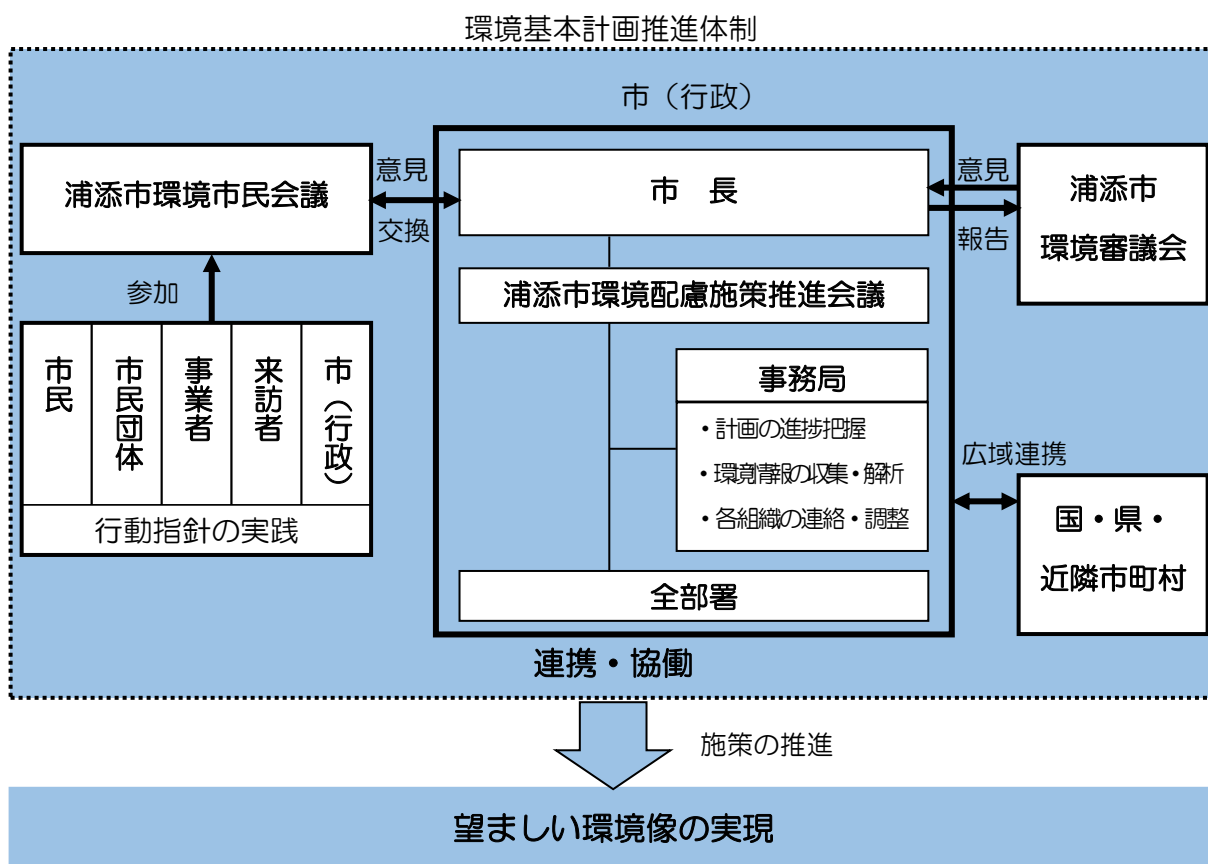 環境基本計画推進体制
市（行政）
浦添市環境市民会議
意見
交換
市　長
意見
報告
浦添市
環境審議会
参加
浦添市環境配慮施策推進会議
市民
市民団体
事業者
来訪者
市（行政）
行動指針の実践
事務局
・計画の進捗把握
・環境情報の収集・解析
・各組織の連絡・調整
広域連携
国・県・
近隣市町村
全部署
連携・協働
施策の推進
望ましい環境像の実現